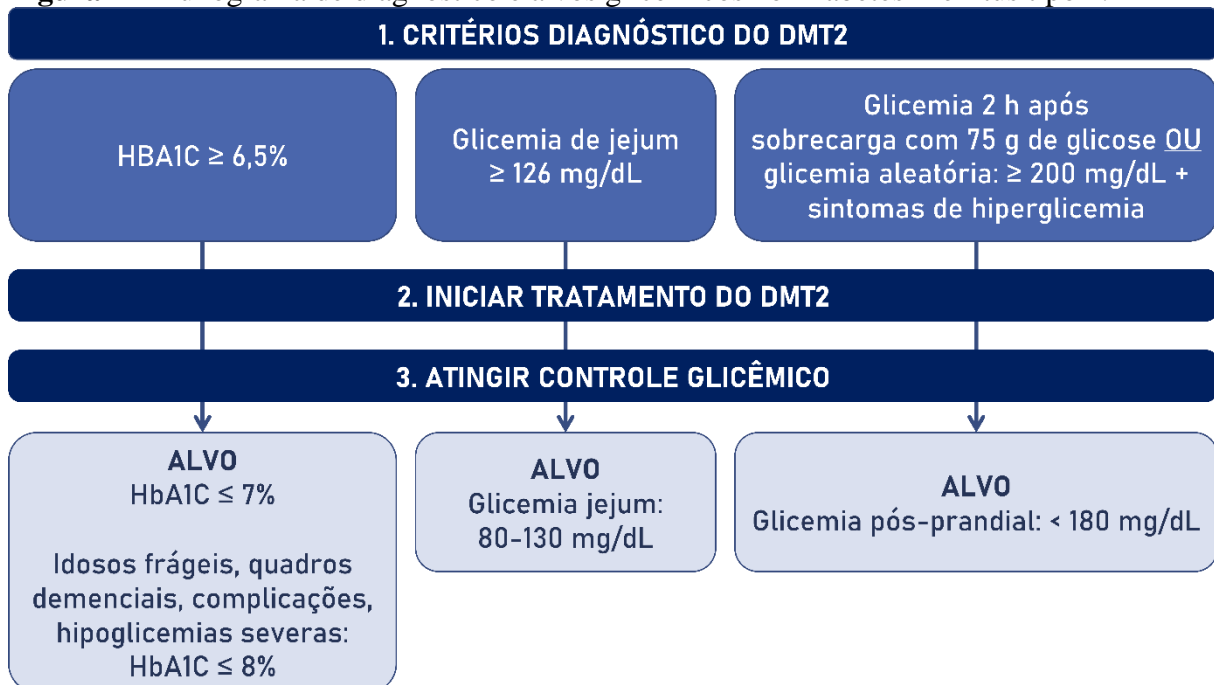 1. CRITÉRIOS DIAGNÓSTICO DO DMT2
HBA1C ≥ 6,5%
Glicemia de jejum
≥ 126 mg/dL
Glicemia 2 h após
sobrecarga com 75 g de glicose OU
glicemia aleatória: ≥ 200 mg/dL +
sintomas de hiperglicemia
2. INICIAR TRATAMENTO DO DMT2
3. ATINGIR CONTROLE GLICÊMICO
ALVO
HbA1C ≤ 7%
Idosos frágeis, quadros
demenciais, complicações,
hipoglicemias severas:
HbA1C ≤ 8%
ALVO
Glicemia jejum:
80-130 mg/dL
ALVO
Glicemia pós-prandial: < 180 mg/dL